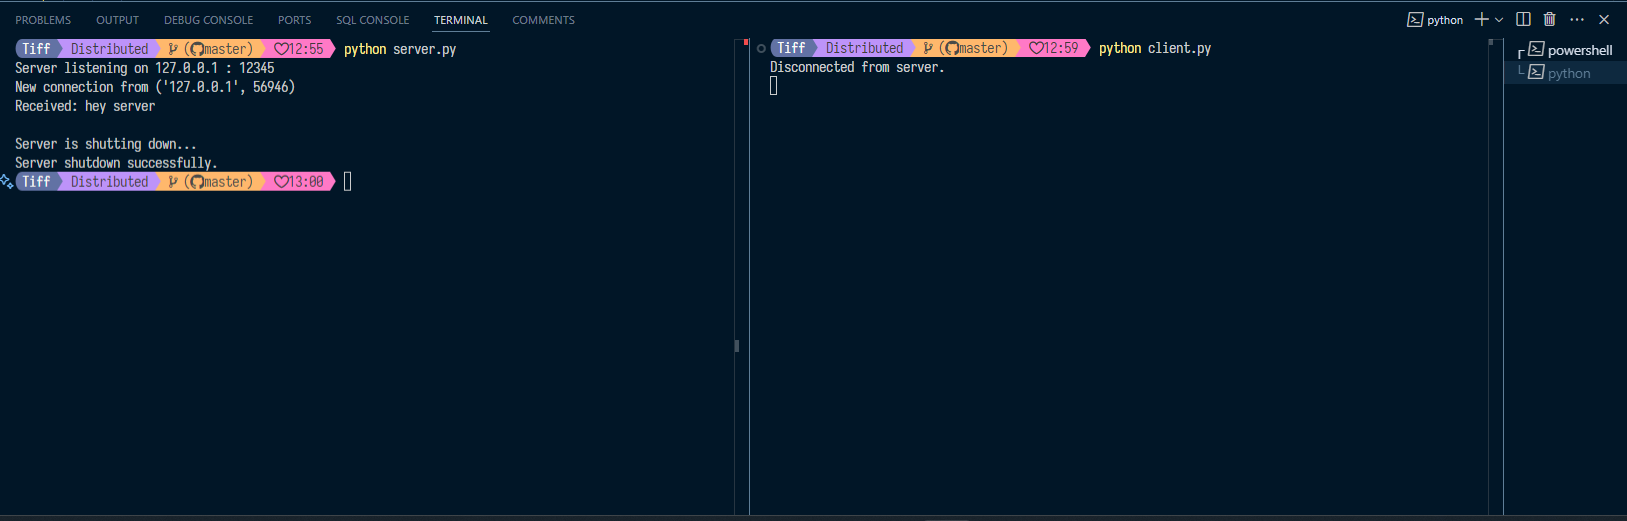 PROBLEMS OUTPUT DEBUG CONSOLE PORTS SQL CONSOLE TERMINAL COMMENTS
python
Tiff Distributed (master) 12:55 python server.py
Server listening on 127.0.0.1 : 12345
New connection from ('127.0.0.1', 56946)
Received: hey server
Server is shutting down...
Server shutdown successfully.
Tiff Distributed (master) 13:00
Tiff Distributed (master) 12:59 python client.py
Disconnected from server.
powershell
python